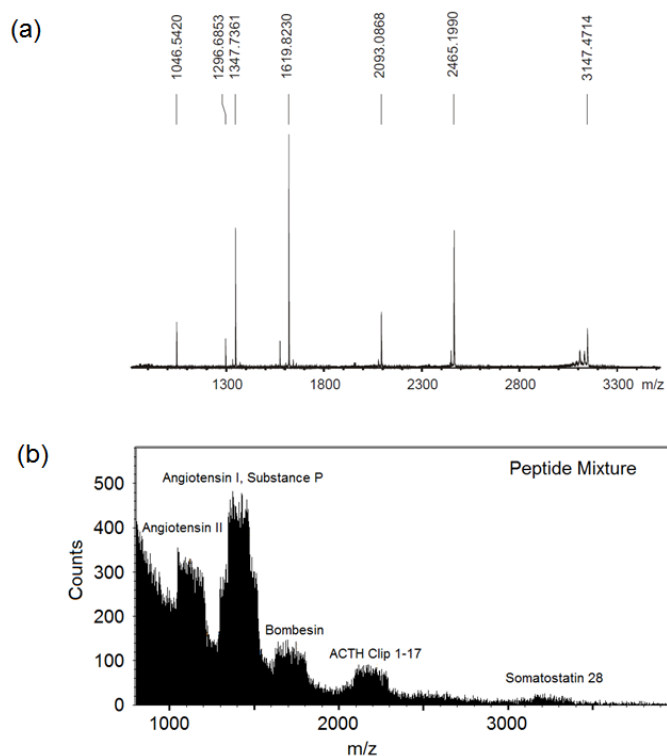 (a)
1046.5420
1296.6853
1347.7361
1619.8230
2093.0868
2465.1990
3147.4714
1300 1800 2300 2800 3300 m/z
(b)
Peptide Mixture
Angiotensin I, Substance P
Angiotensin II
Bombesin
ACTH Clip 1-17
Somatostatin 28
Counts
500
400
300
200
100
0
1000 2000 3000
m/z